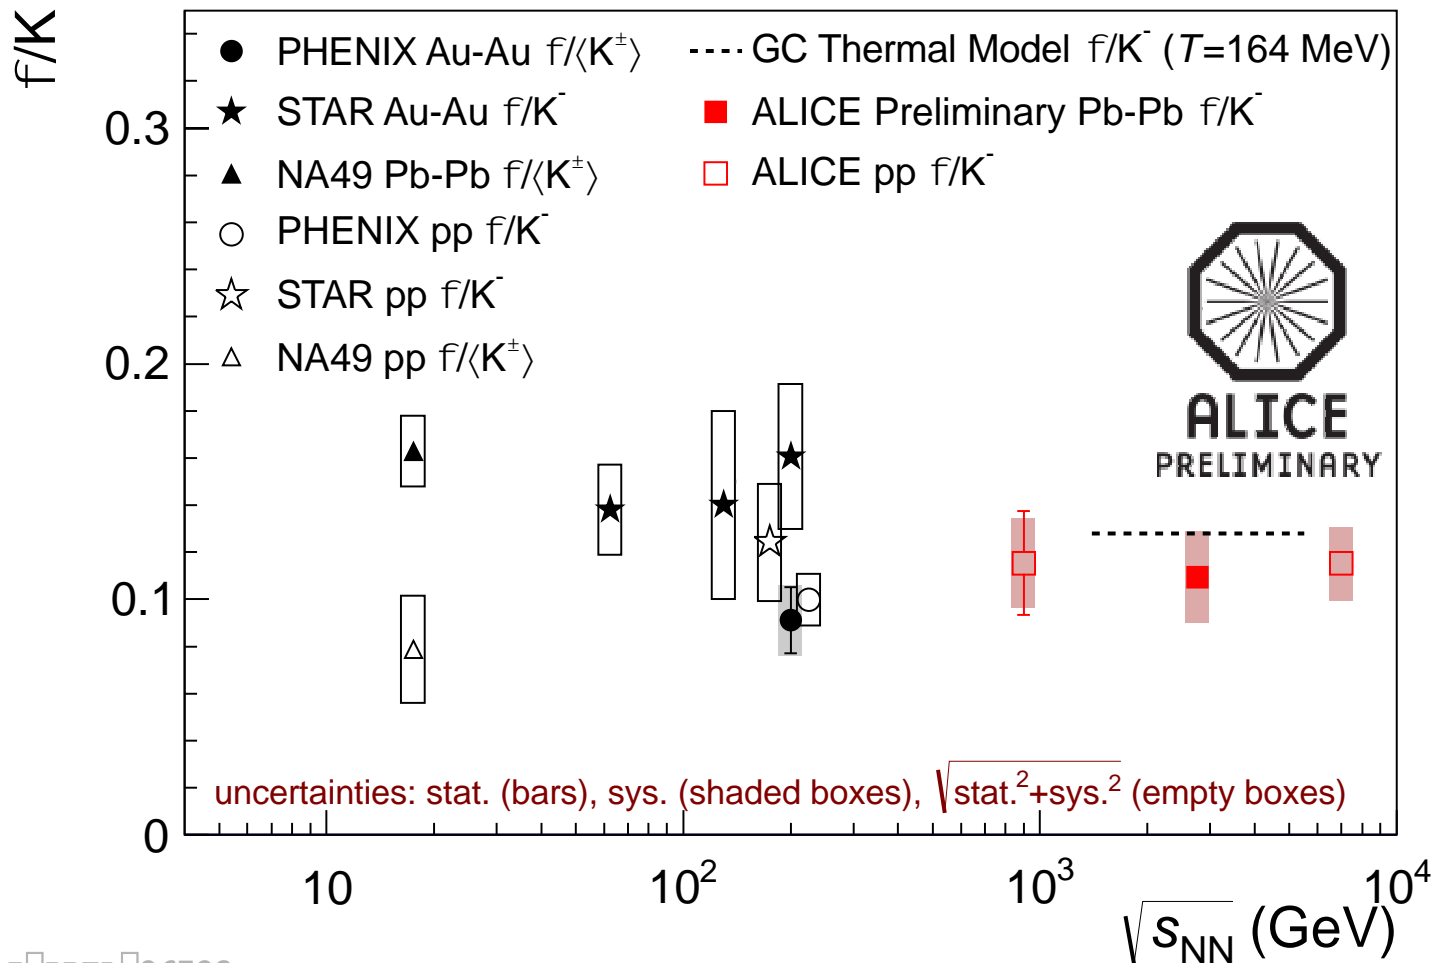 f/K
PHENIX Au-Au f/⟨K±⟩
STAR Au-Au f/K-
NA49 Pb-Pb f/⟨K±⟩
PHENIX pp f/K-
STAR pp f/K-
NA49 pp f/⟨K±⟩
GC Thermal Model f/K- (T=164 MeV)
ALICE Preliminary Pb-Pb f/K-
ALICE pp f/K-
0.3
0.2
0.1
0
ALICE
PRELIMINARY
uncertainties: stat. (bars), sys. (shaded boxes), √stat.²+sys.² (empty boxes)
10
10²
10³
10⁴
√sNN (GeV)